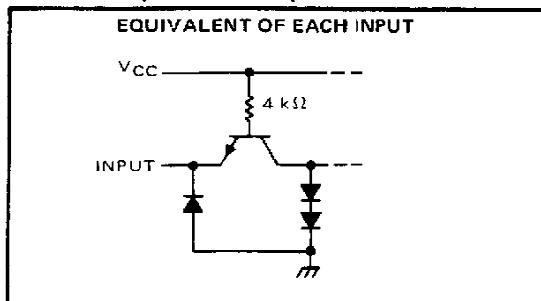 EQUIVALENT OF EACH INPUT
VCC
4 kΩ
INPUT